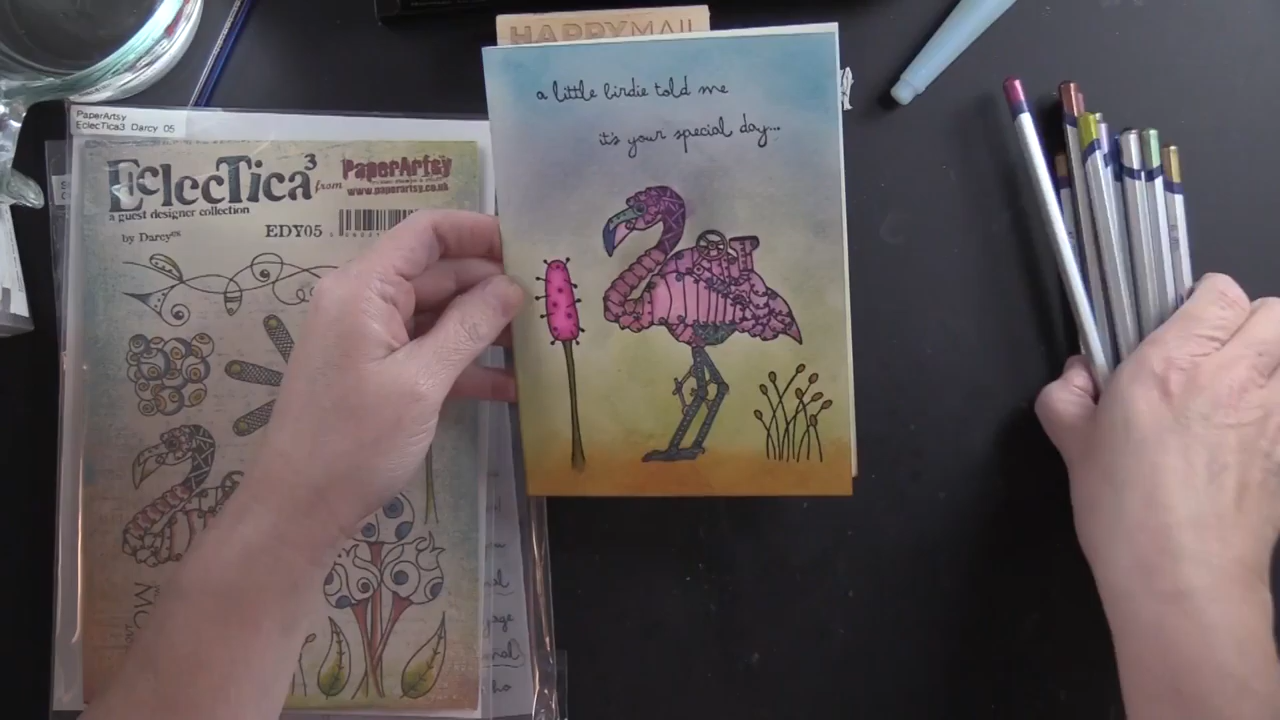 HAPPYMAIL
a little birdie told me
it's your special day...
PaperArtsy
EclecTica3 Darcy 05
EclecTica3 from PaperArtsy
www.paperartsy.co.uk
a guest designer collection
by Darcy
EDY05